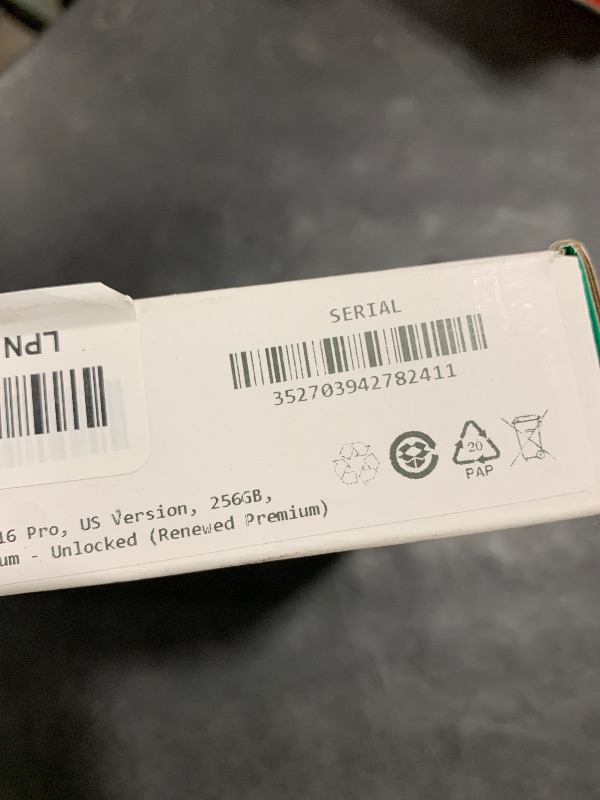 SERIAL
352703942782411
LPN
20
PAP
16 Pro, US Version, 256GB,
um - Unlocked (Renewed Premium)